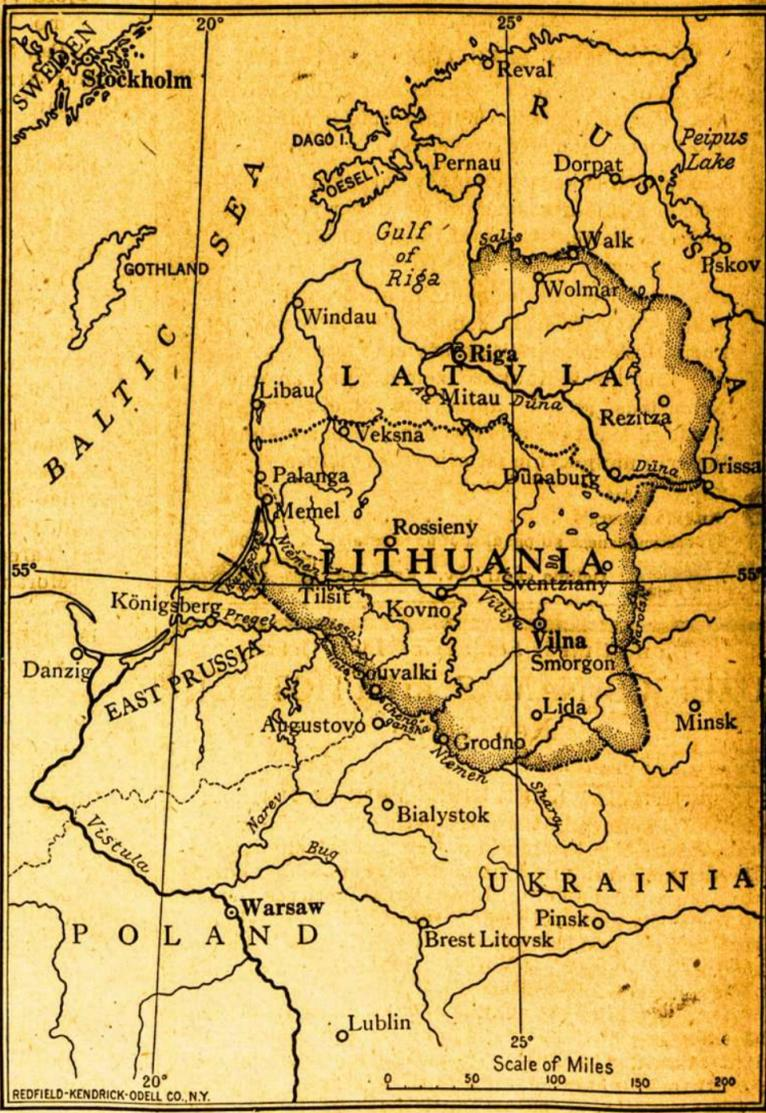 20°
25°
SWEDEN
Stockholm
Reval
R U S S I A
DAGO I.
Peipus
Lake
Pernau
Dorpat
OESEL I.
BALTIC SEA
Gulf
of
Riga
Salis
Walk
Pskov
GOTHLAND
Wolmar
Windau
Riga
LATVIA
Libau
Aa
Mitau
Düna
Rezitza
Veksna
Palanga
Dünaburg
Düna
Drissa
Memel
Rossieny
Niemen
LITHUANIA
55°
55°
Sventziany
Tilsit
Königsberg
Pregel
Kovno
Viliya
Vilna
Danzig
Smorgon
EAST PRUSSIA
Souvalki
Lida
Augustovo
Minsk
Grodno
Niemen
Shara
Narev
Bialystok
Vistula
Bug
UKRAINIA
Warsaw
Pinsk
POLAND
Brest Litovsk
Lublin
25°
20°
Scale of Miles
0 50 100 150 200
REDFIELD-KENDRICK-ODELL CO., N.Y.